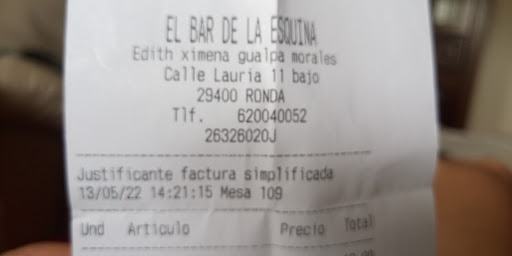 EL BAR DE LA ESQUINA
Edith ximena gualpa morales
Calle Lauria 11 bajo
29400 RONDA
Tlf. 620040052
26326020J
Justificante factura simplificada
13/05/22 14:21:15 Mesa 109
Und Articulo Precio Total